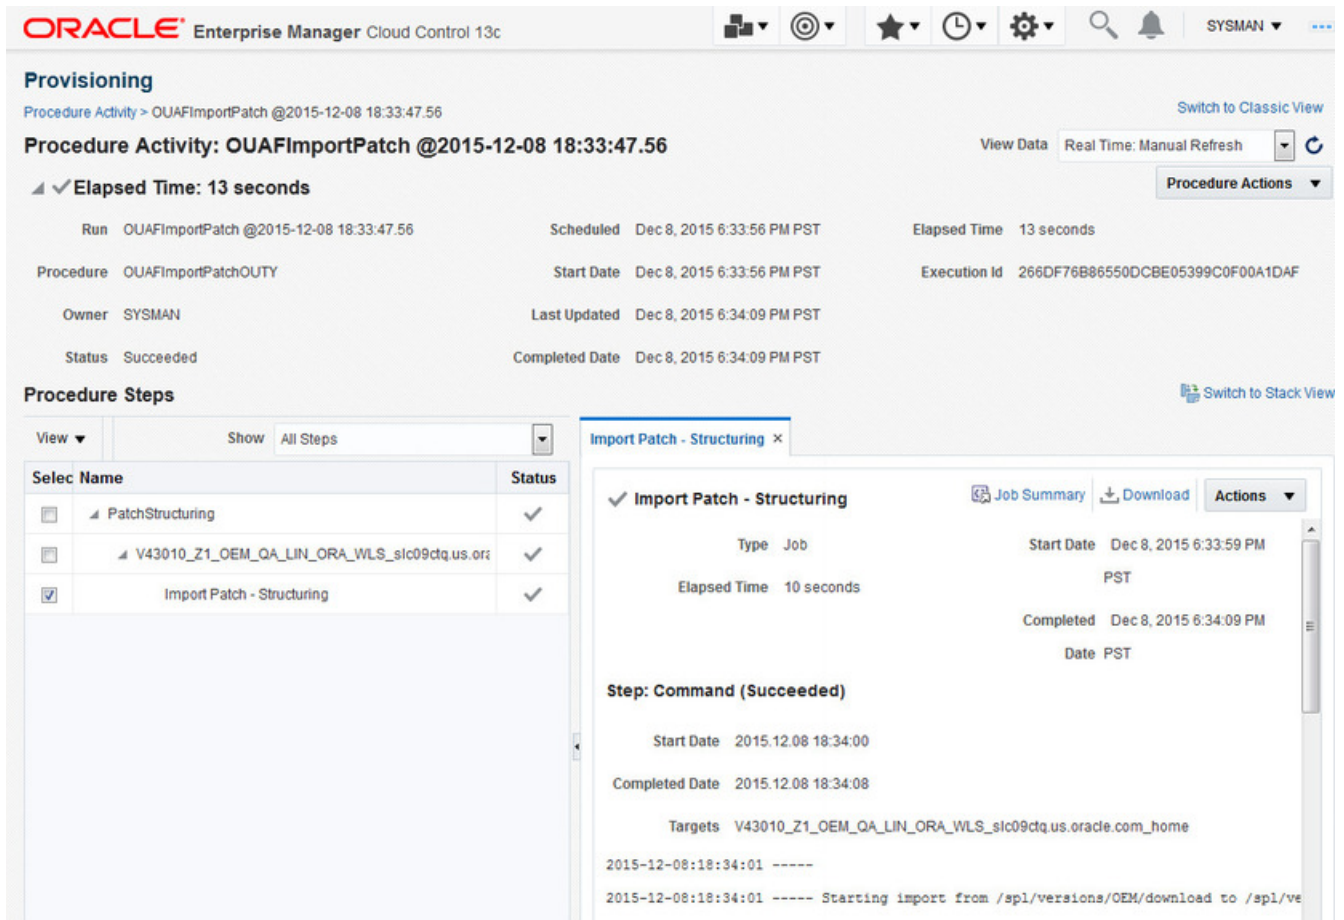 ORACLE Enterprise Manager Cloud Control 13c SYSMAN
Provisioning
Procedure Activity > OUAFImportPatch @2015-12-08 18:33:47.56 Switch to Classic View
Procedure Activity: OUAFImportPatch @2015-12-08 18:33:47.56 View Data Real Time: Manual Refresh
Elapsed Time: 13 seconds Procedure Actions
Run OUAFImportPatch @2015-12-08 18:33:47.56 Scheduled Dec 8, 2015 6:33:56 PM PST Elapsed Time 13 seconds
Procedure OUAFImportPatchOUTY Start Date Dec 8, 2015 6:33:56 PM PST Execution Id 266DF76B86550DCBE05399C0F00A1DAF
Owner SYSMAN Last Updated Dec 8, 2015 6:34:09 PM PST
Status Succeeded Completed Date Dec 8, 2015 6:34:09 PM PST
Procedure Steps Switch to Stack View
View Show All Steps
Selec Name Status
PatchStructuring
V43010_Z1_OEM_QA_LIN_ORA_WLS_slc09ctq.us.ora
Import Patch - Structuring
Import Patch - Structuring ×
Import Patch - Structuring Job Summary Download Actions
Type Job Start Date Dec 8, 2015 6:33:59 PM
PST
Elapsed Time 10 seconds
Completed Dec 8, 2015 6:34:09 PM
Date PST
Step: Command (Succeeded)
Start Date 2015.12.08 18:34:00
Completed Date 2015.12.08 18:34:08
Targets V43010_Z1_OEM_QA_LIN_ORA_WLS_slc09ctq.us.oracle.com_home
2015-12-08:18:34:01 -----
2015-12-08:18:34:01 ----- Starting import from /spl/versions/OEM/download to /spl/ve